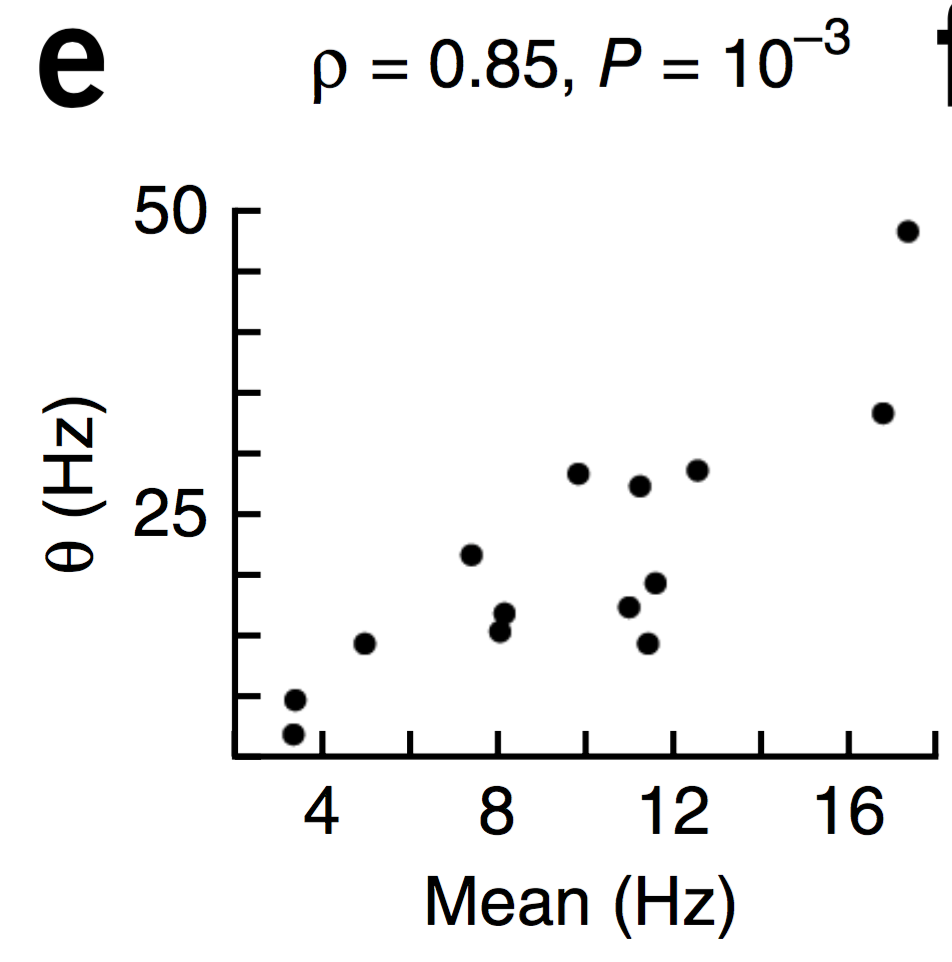 e
ρ = 0.85, P = 10⁻³
50
25
θ (Hz)
4 8 12 16
Mean (Hz)